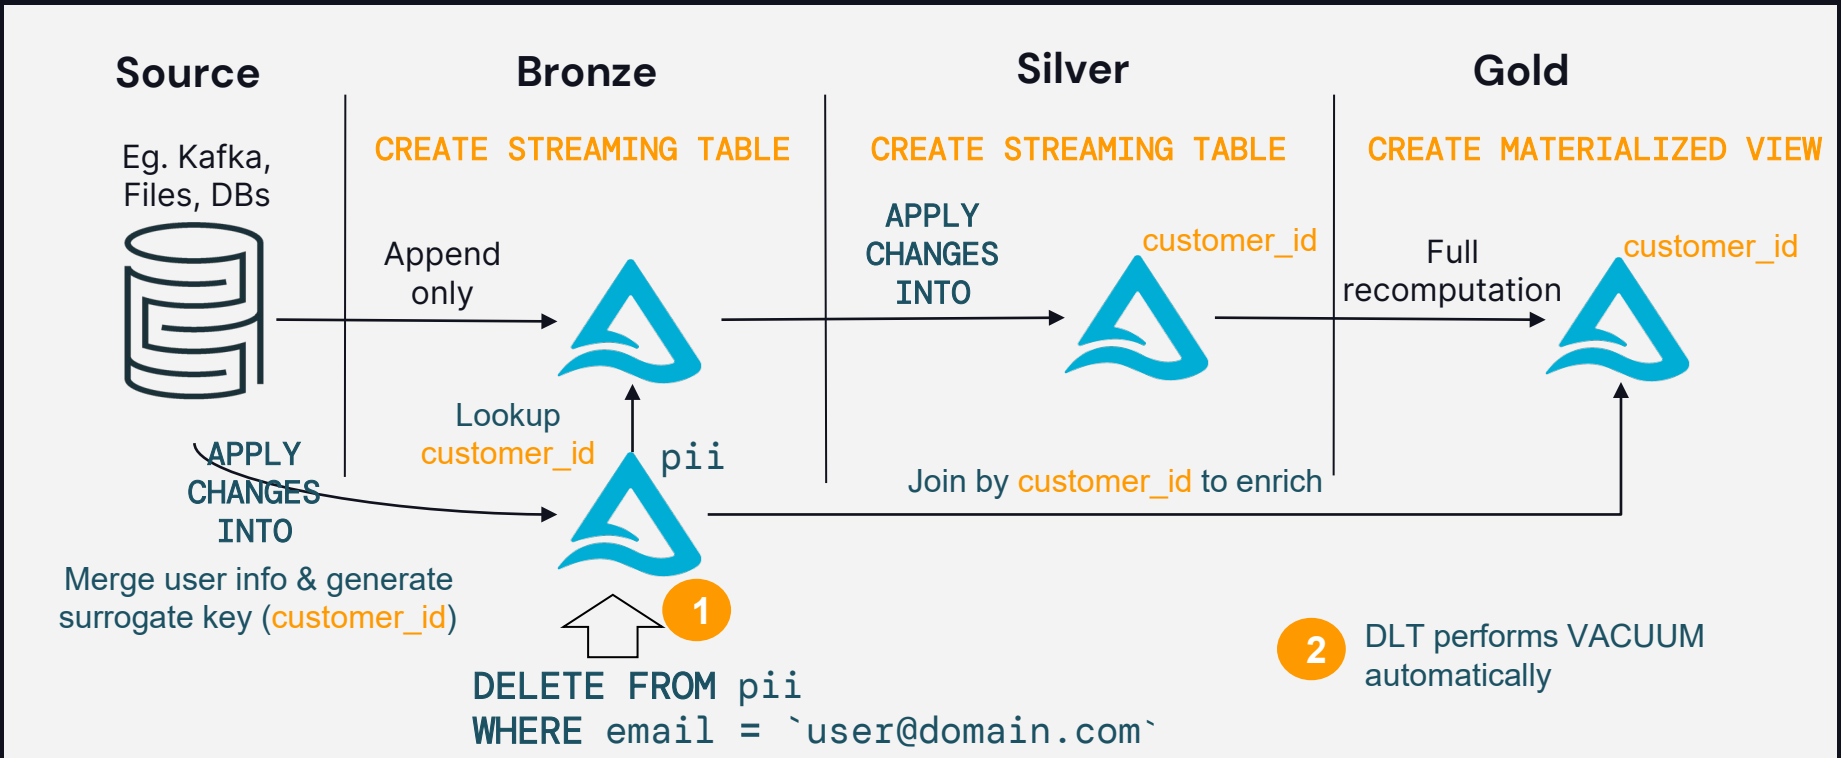 Source
Bronze
Silver
Gold
Eg. Kafka,
Files, DBs
CREATE STREAMING TABLE
CREATE STREAMING TABLE
CREATE MATERIALIZED VIEW
Append
only
APPLY
CHANGES
INTO
customer_id
Full
recomputation
customer_id
APPLY
CHANGES
INTO
Lookup
customer_id
pii
Join by customer_id to enrich
Merge user info & generate
surrogate key (customer_id)
1
DELETE FROM pii
WHERE email = `user@domain.com`
2
DLT performs VACUUM
automatically